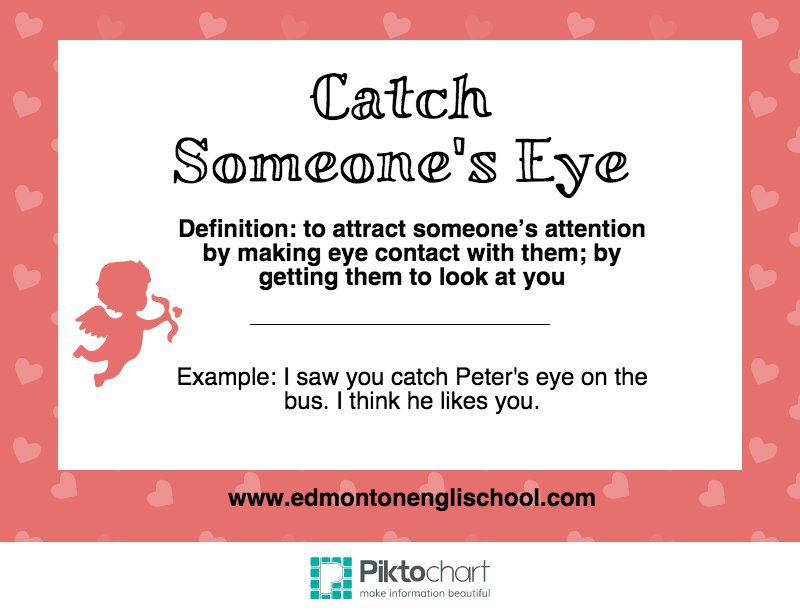 Catch
Someone's Eye
Definition: to attract someone’s attention
by making eye contact with them; by
getting them to look at you
Example: I saw you catch Peter's eye on the
bus. I think he likes you.
www.edmontonenglischool.com
Piktochart
make information beautiful